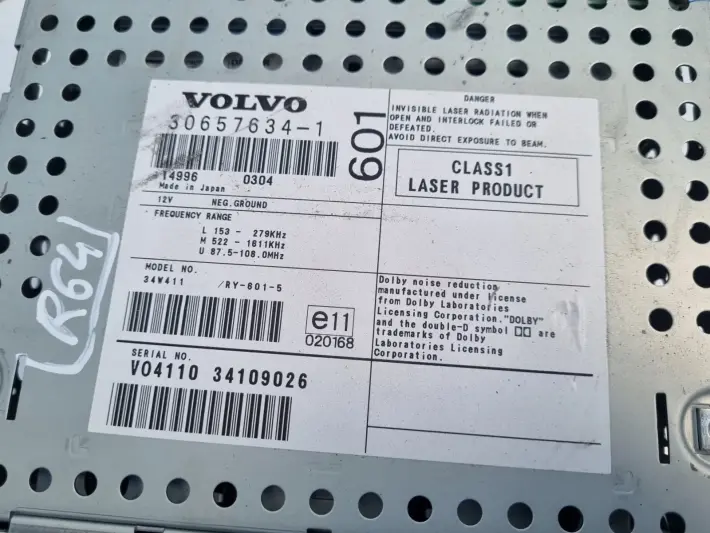 VOLVO
30657634-1
601
14996 0304
Made in Japan
12V NEG.GROUND
FREQUENCY RANGE
L 153 - 279KHz
M 522 - 1611KHz
U 87.5-108.0MHz
MODEL NO.
34W411 /RY-601-5
e11
020168
SERIAL NO.
V04110 34109026
DANGER
INVISIBLE LASER RADIATION WHEN
OPEN AND INTERLOCK FAILED OR
DEFEATED.
AVOID DIRECT EXPOSURE TO BEAM.
CLASS1
LASER PRODUCT
Dolby noise reduction
manufactured under license
from Dolby Laboratories
Licensing Corporation. "DOLBY"
and the double-D symbol are
trademarks of Dolby
Laboratories Licensing
Corporation.
R64